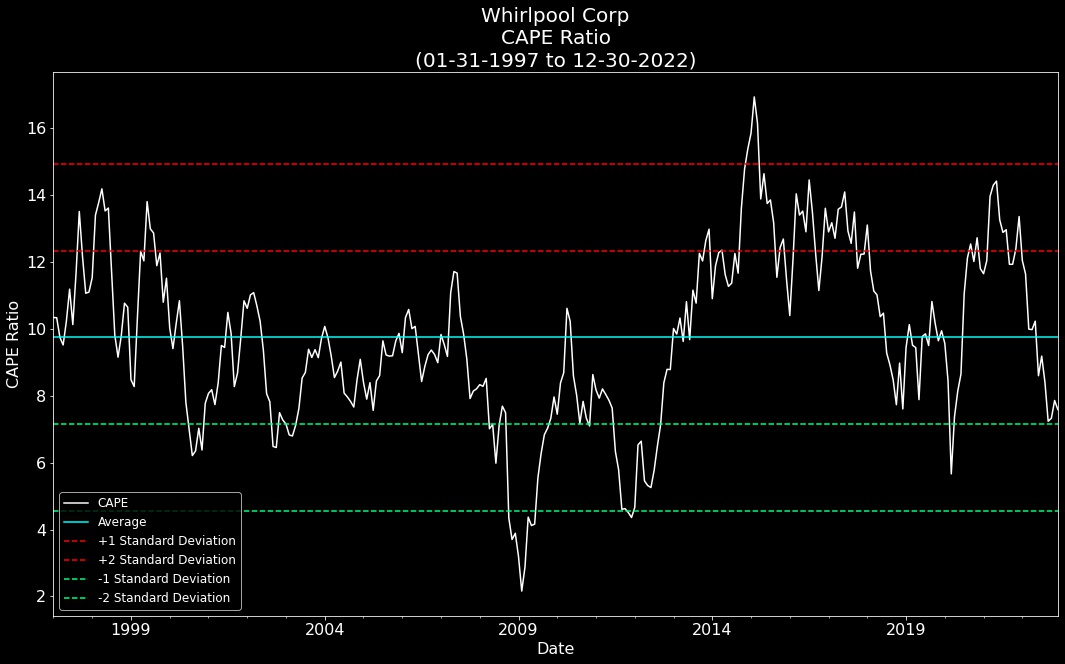 Whirlpool Corp
CAPE Ratio
(01-31-1997 to 12-30-2022)
CAPE Ratio
16
14
12
10
8
6
4
2
CAPE
Average
+1 Standard Deviation
+2 Standard Deviation
-1 Standard Deviation
-2 Standard Deviation
1999
2004
2009
2014
2019
Date